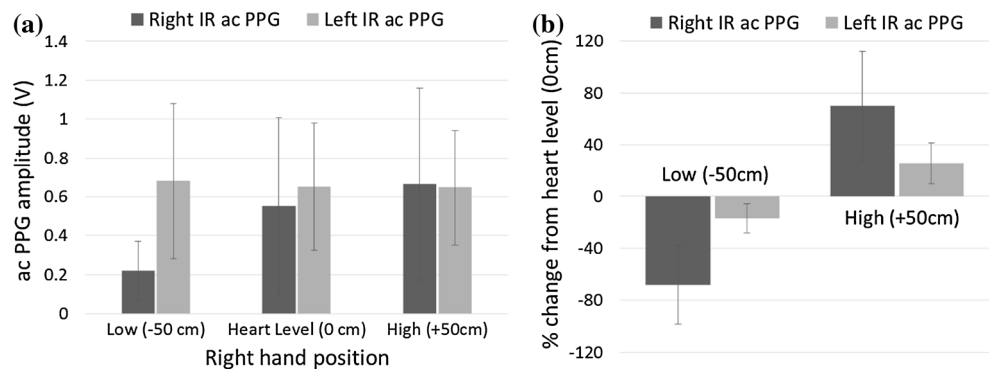 (a)
Right IR ac PPG Left IR ac PPG
ac PPG amplitude (V)
1.4
1.2
1
0.8
0.6
0.4
0.2
0
Low (-50 cm) Heart Level (0 cm) High (+50cm)
Right hand position
(b)
Right IR ac PPG Left IR ac PPG
% change from heart level (0cm)
120
80
40
0
-40
-80
-120
Low (-50cm)
High (+50cm)